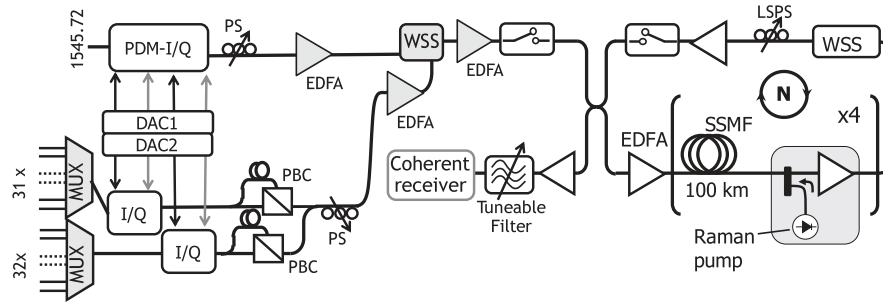 1545.72
PDM-I/Q
PS
EDFA
WSS
EDFA
EDFA
LSPS
WSS
DAC1
DAC2
31 x
MUX
I/Q
PBC
PS
32x
MUX
I/Q
PBC
Coherent
receiver
Tuneable
Filter
EDFA
SSMF
100 km
N
x4
Raman
pump